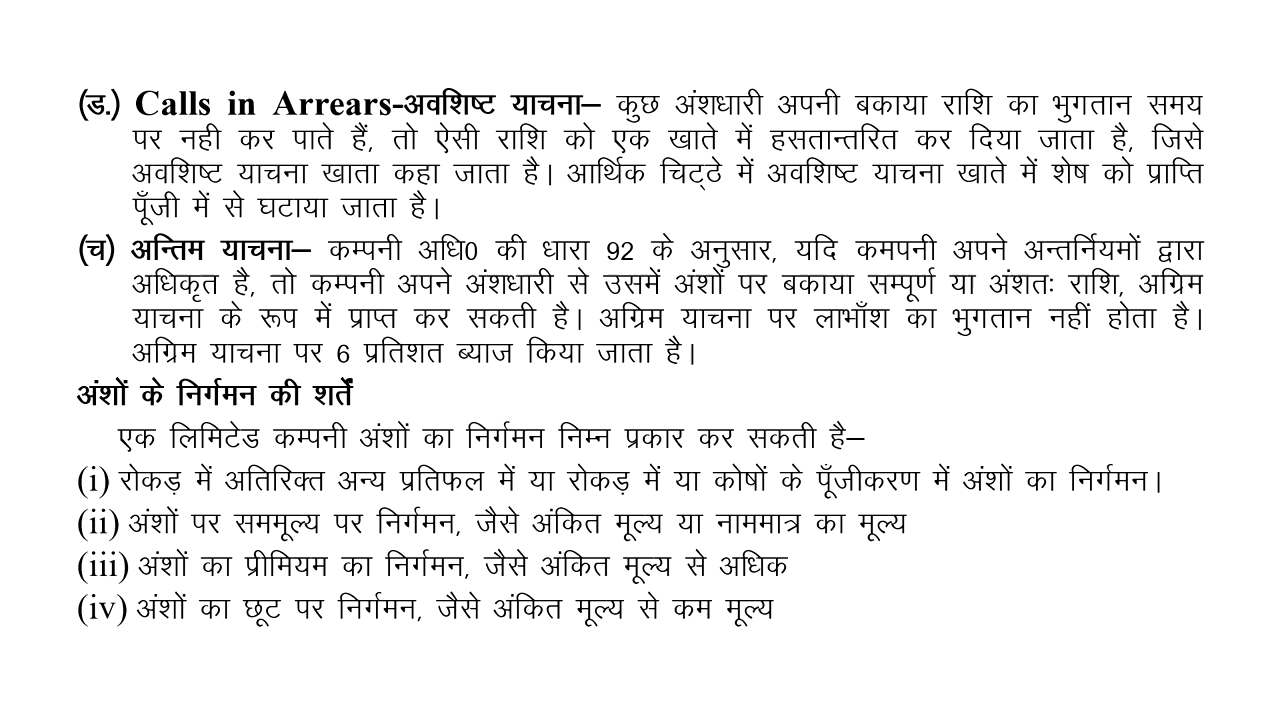 (ड.) Calls in Arrears-अवशिष्ट याचना– कुछ अंशधारी अपनी बकाया राशि का भुगतान समय
पर नही कर पाते हैं, तो ऐसी राशि को एक खाते में हसतान्तरित कर दिया जाता है, जिसे
अवशिष्ट याचना खाता कहा जाता है। आर्थिक चिट्ठे में अवशिष्ट याचना खाते में शेष को प्राप्ति
पूँजी में से घटाया जाता है।
(च) अन्तिम याचना– कम्पनी अधि0 की धारा 92 के अनुसार, यदि कमपनी अपने अन्तर्नियमों द्वारा
अधिकृत है, तो कम्पनी अपने अंशधारी से उसमें अंशों पर बकाया सम्पूर्ण या अंशतः राशि, अग्रिम
याचना के रूप में प्राप्त कर सकती है। अग्रिम याचना पर लाभाँश का भुगतान नहीं होता है।
अग्रिम याचना पर 6 प्रतिशत ब्याज किया जाता है।
अंशों के निर्गमन की शर्तें
एक लिमिटेड कम्पनी अंशों का निर्गमन निम्न प्रकार कर सकती है–
(i) रोकड़ में अतिरिक्त अन्य प्रतिफल में या रोकड़ में या कोषों के पूँजीकरण में अंशों का निर्गमन।
(ii) अंशों पर सममूल्य पर निर्गमन, जैसे अंकित मूल्य या नाममात्र का मूल्य
(iii) अंशों का प्रीमियम का निर्गमन, जैसे अंकित मूल्य से अधिक
(iv) अंशों का छूट पर निर्गमन, जैसे अंकित मूल्य से कम मूल्य